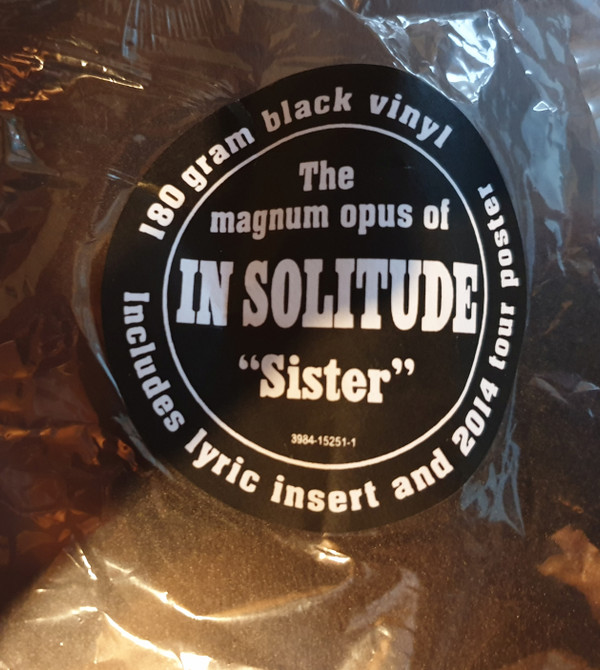 180 gram black vinyl
The
magnum opus of
IN SOLITUDE
“Sister”
3984-15251-1
Includes lyric insert and 2014 tour poster